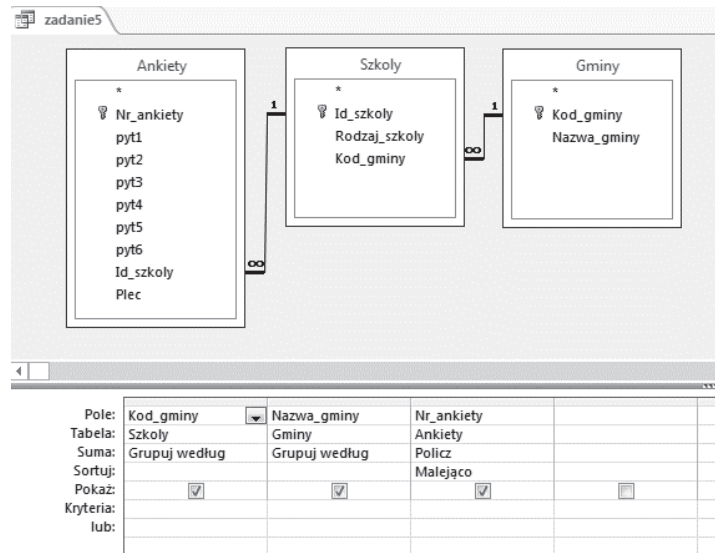 zadanie5
Ankiety
*
Nr_ankiety
pyt1
pyt2
pyt3
pyt4
pyt5
pyt6
Id_szkoly
Plec
Szkoly
*
Id_szkoly
Rodzaj_szkoly
Kod_gminy
Gminy
*
Kod_gminy
Nazwa_gminy
1
∞
1
∞
Pole: Kod_gminy Nazwa_gminy Nr_ankiety
Tabela: Szkoly Gminy Ankiety
Suma: Grupuj według Grupuj według Policz
Sortuj: Malejąco
Pokaż:
Kryteria:
lub: